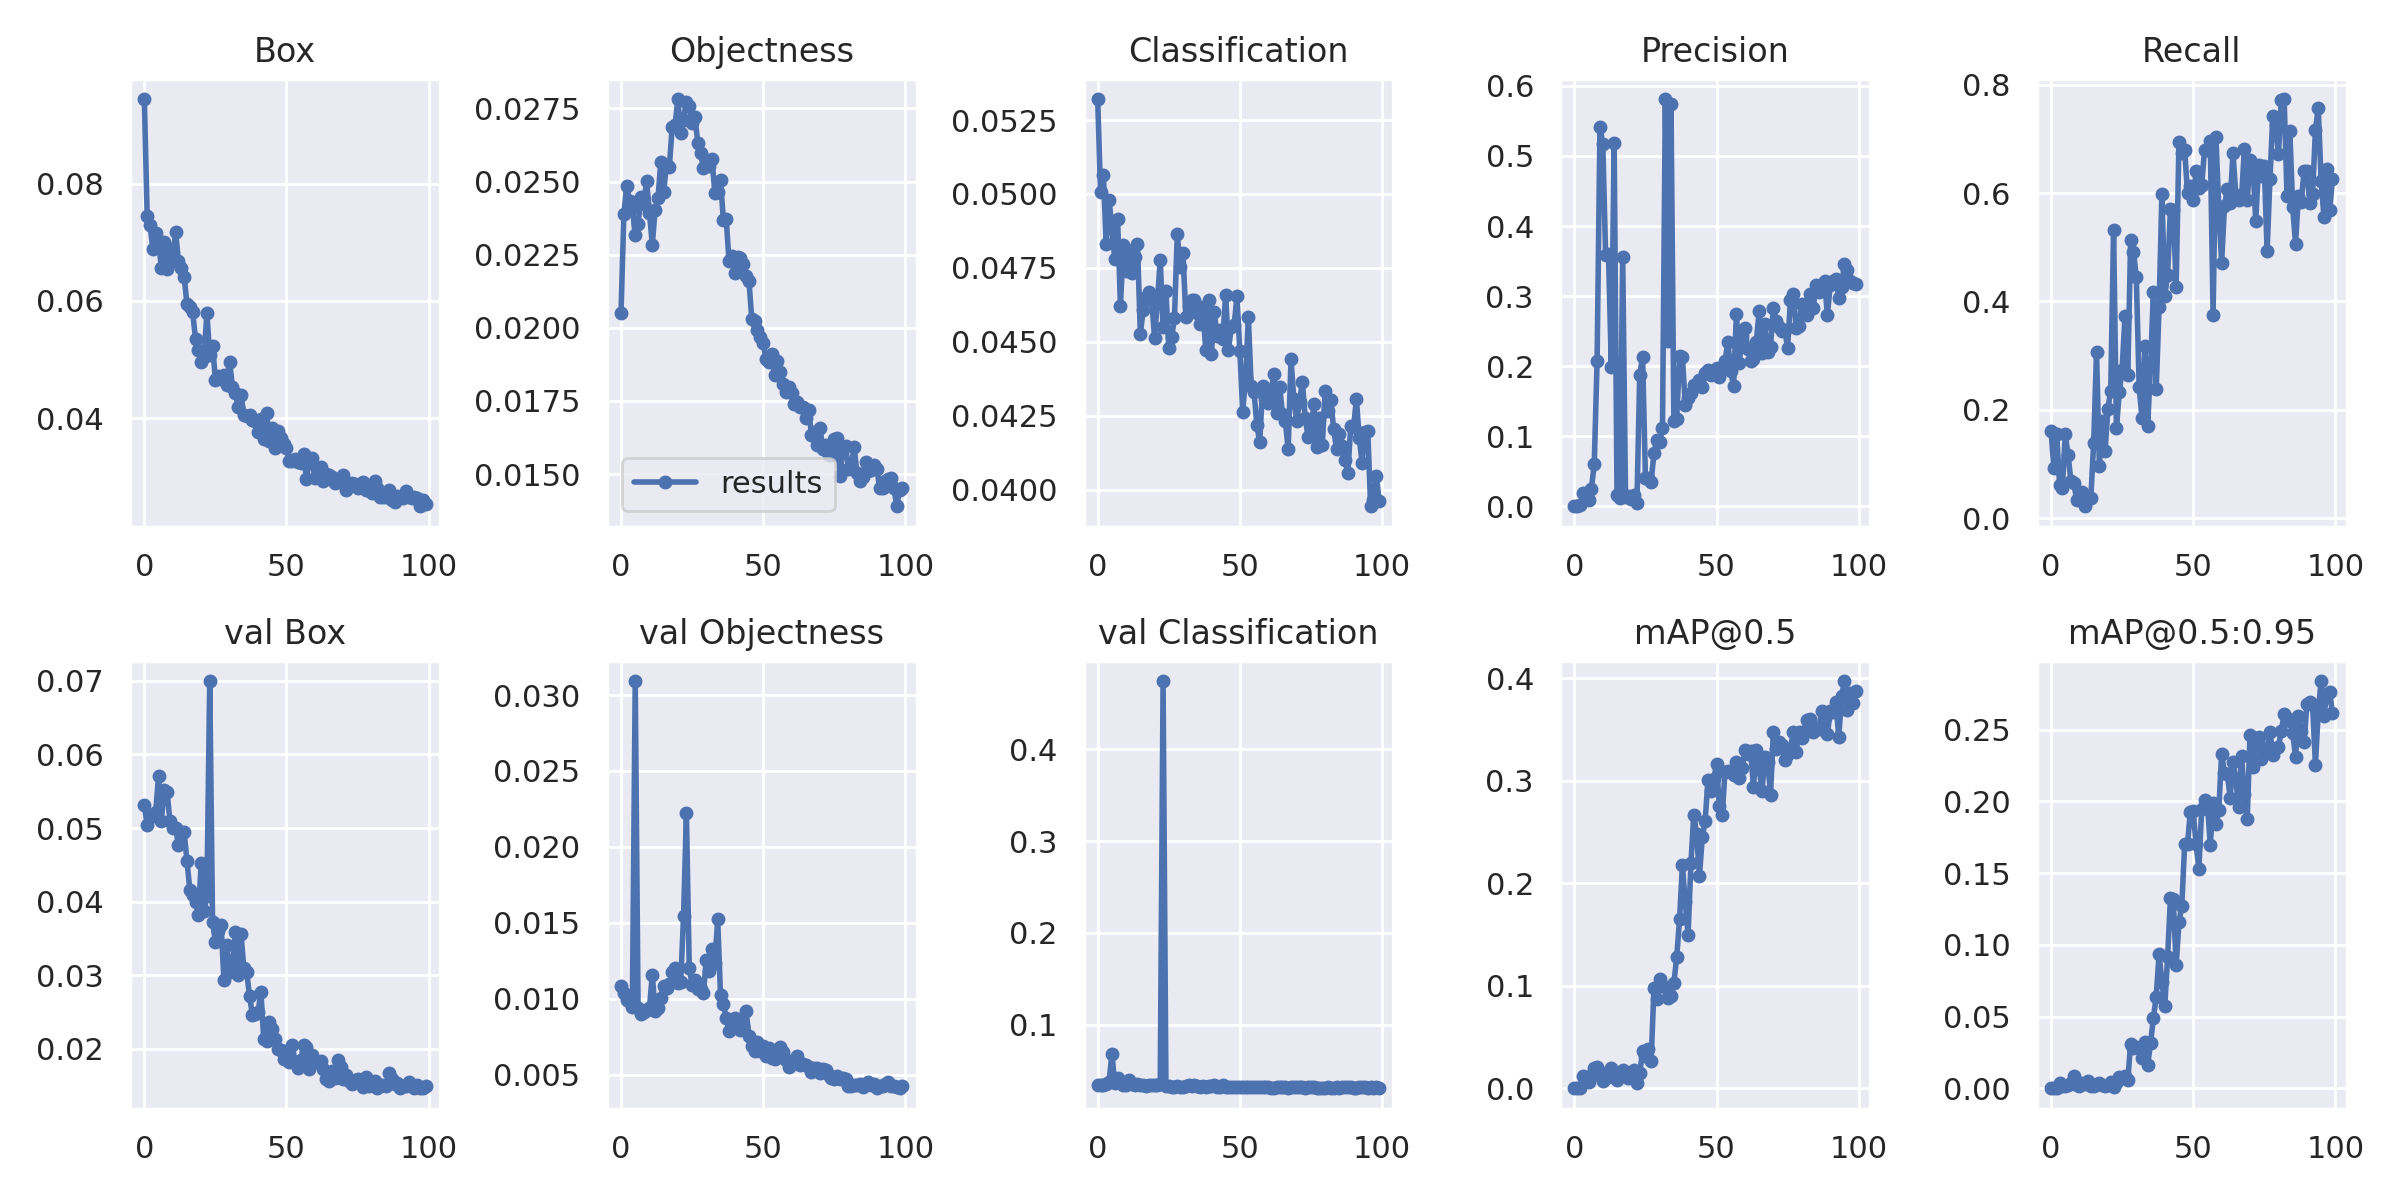 Box
0.08
0.06
0.04
0 50 100
Objectness
0.0275
0.0250
0.0225
0.0200
0.0175
0.0150
results
0 50 100
Classification
0.0525
0.0500
0.0475
0.0450
0.0425
0.0400
0 50 100
Precision
0.6
0.5
0.4
0.3
0.2
0.1
0.0
0 50 100
Recall
0.8
0.6
0.4
0.2
0.0
0 50 100
val Box
0.07
0.06
0.05
0.04
0.03
0.02
0 50 100
val Objectness
0.030
0.025
0.020
0.015
0.010
0.005
0 50 100
val Classification
0.4
0.3
0.2
0.1
0 50 100
mAP@0.5
0.4
0.3
0.2
0.1
0.0
0 50 100
mAP@0.5:0.95
0.25
0.20
0.15
0.10
0.05
0.00
0 50 100